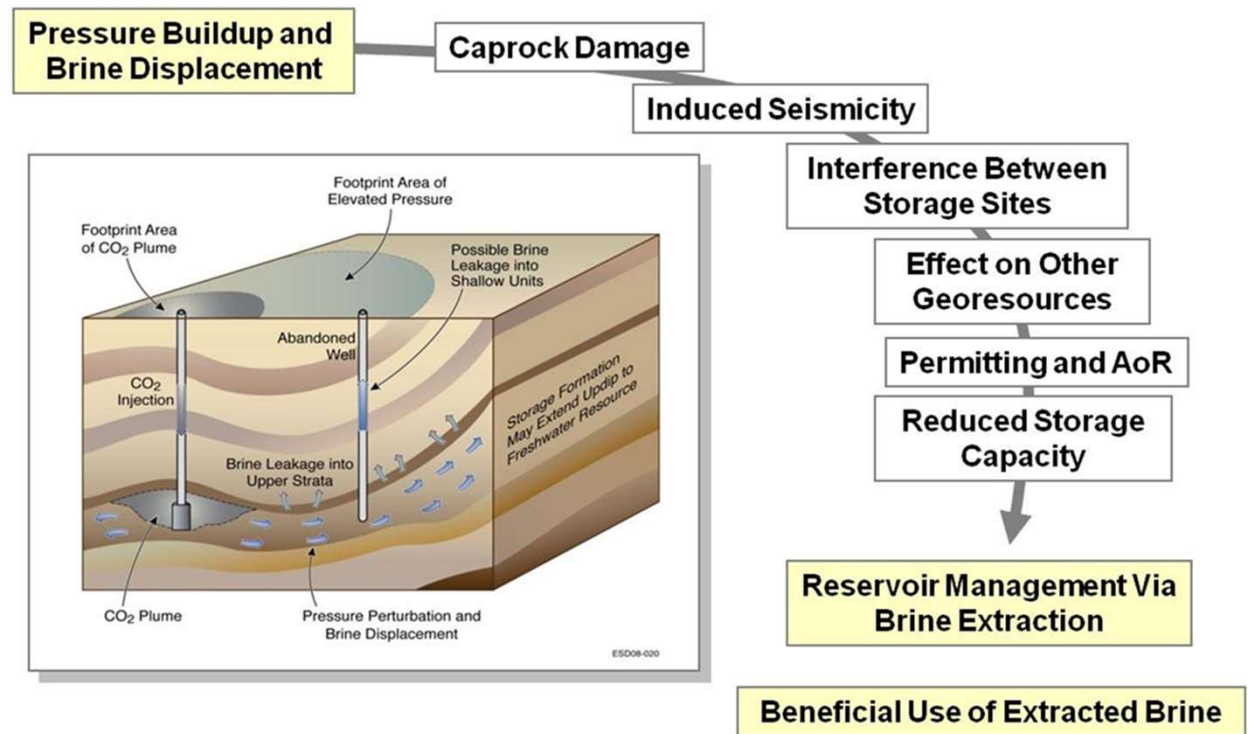 Pressure Buildup and
Brine Displacement
Caprock Damage
Induced Seismicity
Interference Between
Storage Sites
Effect on Other
Georesources
Permitting and AoR
Reduced Storage
Capacity
Reservoir Management Via
Brine Extraction
Beneficial Use of Extracted Brine
Footprint Area of
Elevated Pressure
Footprint Area
of CO₂ Plume
Possible Brine
Leakage into
Shallow Units
Abandoned
Well
CO₂
Injection
Storage Formation
May Extend Updip to
Freshwater Resource
Brine Leakage into
Upper Strata
CO₂ Plume
Pressure Perturbation and
Brine Displacement
ESD08-020